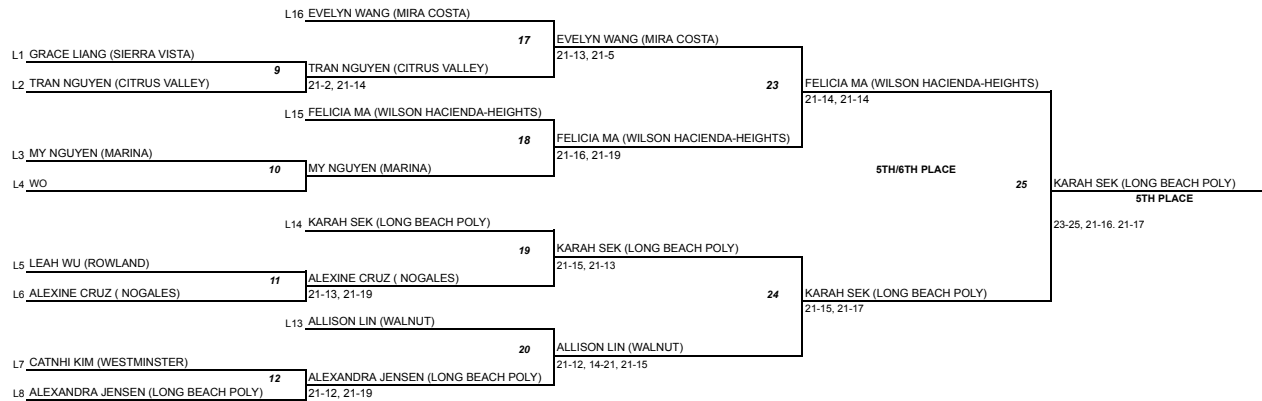 L16 EVELYN WANG (MIRA COSTA)
17 EVELYN WANG (MIRA COSTA)
21-13, 21-5
L1 GRACE LIANG (SIERRA VISTA)
9 TRAN NGUYEN (CITRUS VALLEY)
L2 TRAN NGUYEN (CITRUS VALLEY)
21-2, 21-14
23 FELICIA MA (WILSON HACIENDA-HEIGHTS)
21-14, 21-14
L15 FELICIA MA (WILSON HACIENDA-HEIGHTS)
18 FELICIA MA (WILSON HACIENDA-HEIGHTS)
21-16, 21-19
L3 MY NGUYEN (MARINA)
10 MY NGUYEN (MARINA)
L4 WO
5TH/6TH PLACE
25 KARAH SEK (LONG BEACH POLY)
5TH PLACE
23-25, 21-16. 21-17
L14 KARAH SEK (LONG BEACH POLY)
19 KARAH SEK (LONG BEACH POLY)
21-15, 21-13
L5 LEAH WU (ROWLAND)
11 ALEXINE CRUZ ( NOGALES)
L6 ALEXINE CRUZ ( NOGALES)
21-13, 21-19
24 KARAH SEK (LONG BEACH POLY)
21-15, 21-17
L13 ALLISON LIN (WALNUT)
20 ALLISON LIN (WALNUT)
21-12, 14-21, 21-15
L7 CATNHI KIM (WESTMINSTER)
12 ALEXANDRA JENSEN (LONG BEACH POLY)
L8 ALEXANDRA JENSEN (LONG BEACH POLY)
21-12, 21-19